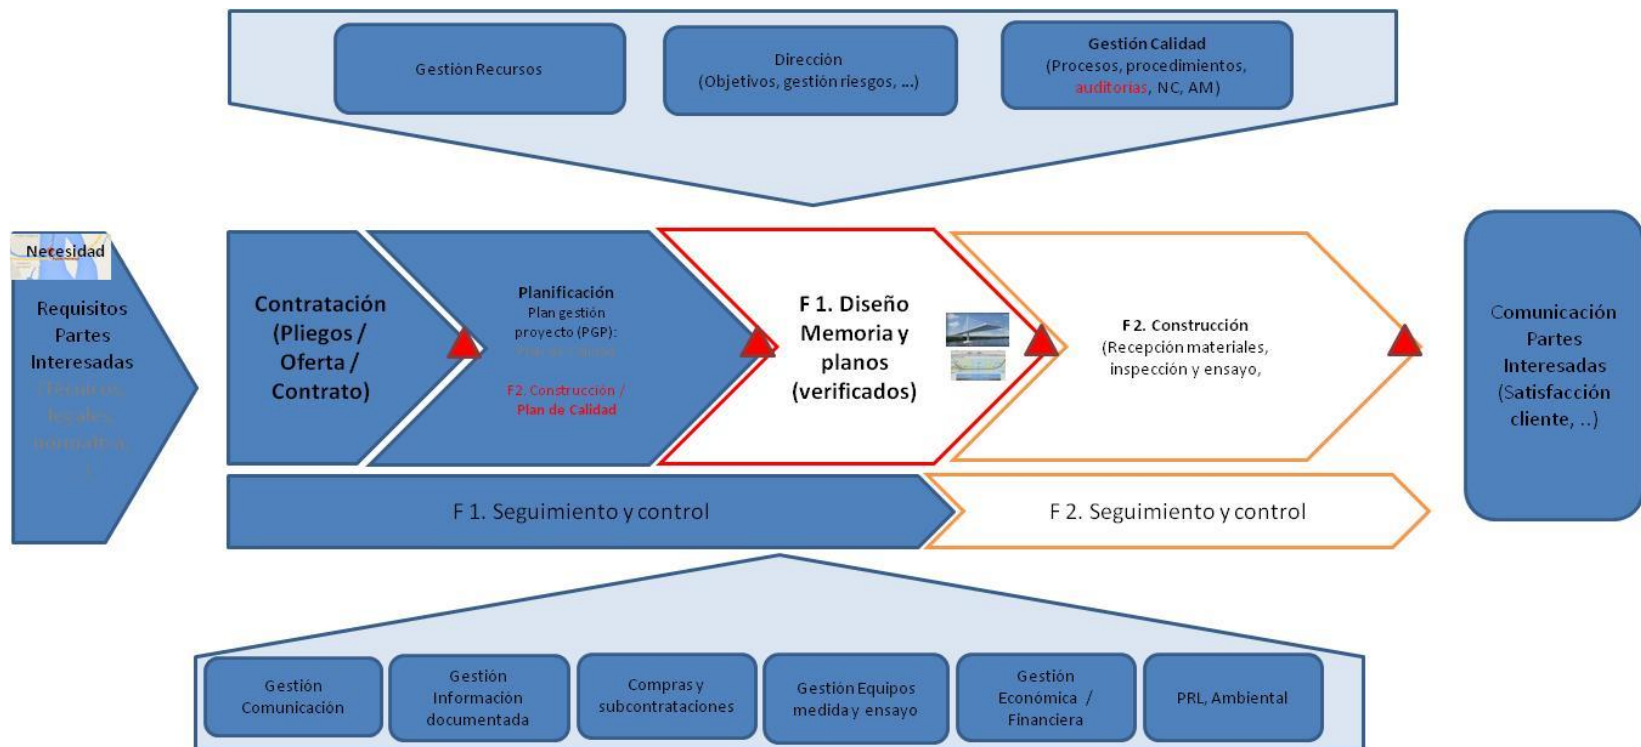 Gestión Recursos
Dirección
(Objetivos, gestión riesgos, ...)
Gestión Calidad
(Procesos, procedimientos,
auditorías, NC, AM)
Necesidad
Requisitos
Partes
Interesadas
Contratación
(Pliegos /
Oferta /
Contrato)
Planificación
Plan gestión
proyecto (PGP):
F2. Construcción /
Plan de Calidad
F 1. Diseño
Memoria y
planos
(verificados)
F 2. Construcción
(Recepción materiales,
inspección y ensayo,
Comunicación
Partes
Interesadas
(Satisfacción
cliente, ..)
F 1. Seguimiento y control
F 2. Seguimiento y control
Gestión
Comunicación
Gestión
Información
documentada
Compras y
subcontrataciones
Gestión Equipos
medida y ensayo
Gestión
Económica /
Financiera
PRL, Ambiental